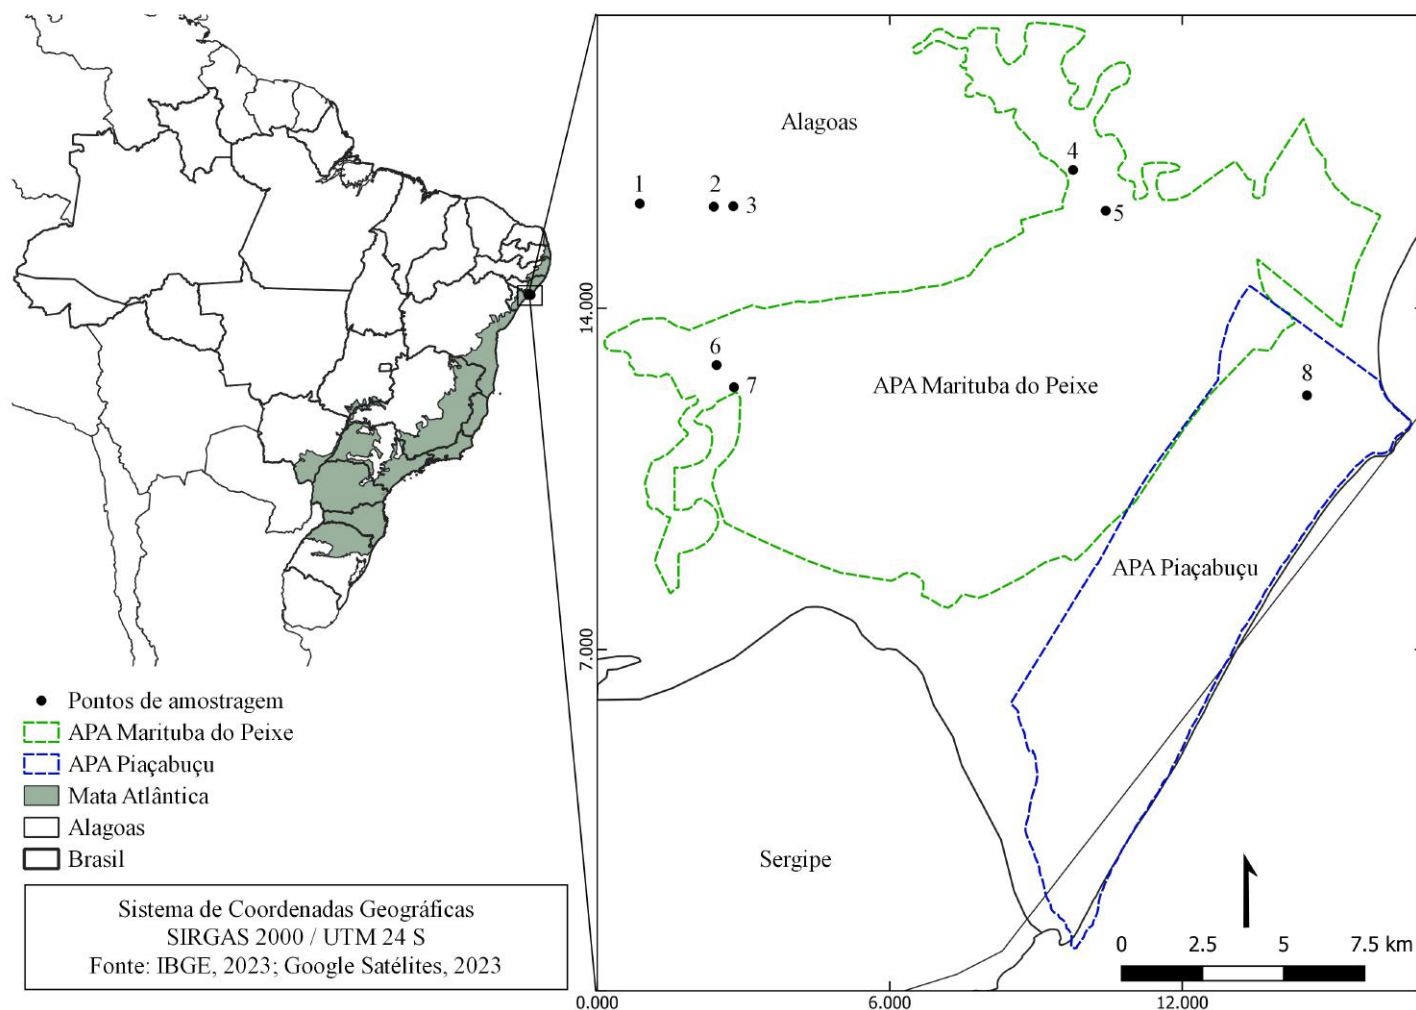 Alagoas
4
1
2
3
5
14.000
6
7
APA Marituba do Peixe
8
APA Piaçabuçu
7.000
Sergipe
0
2.5
5
7.5 km
0.000
6.000
12.000
Pontos de amostragem
APA Marituba do Peixe
APA Piaçabuçu
Mata Atlântica
Alagoas
Brasil
Sistema de Coordenadas Geográficas
SIRGAS 2000 / UTM 24 S
Fonte: IBGE, 2023; Google Satélites, 2023